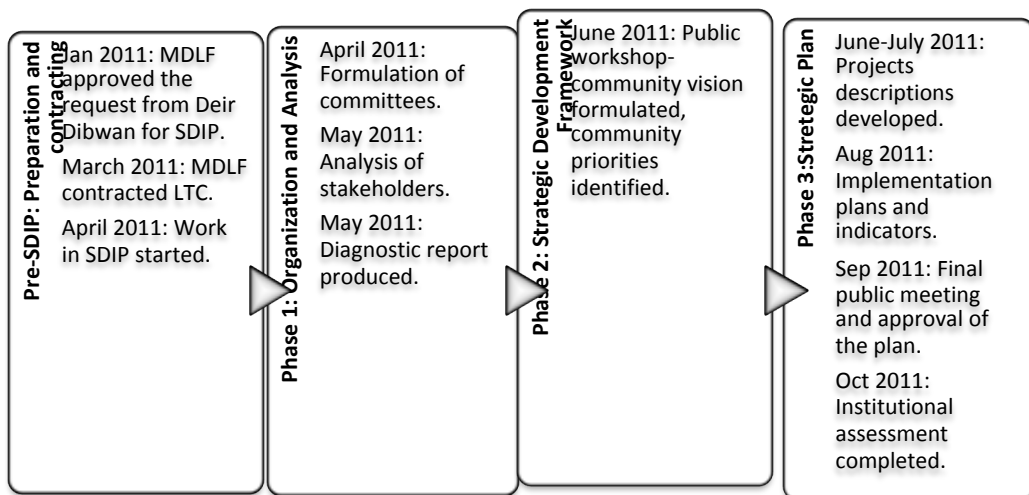 Pre-SDIP: Preparation and
contracting
Jan 2011: MDLF
approved the
request from Deir
Dibwan for SDIP.
March 2011: MDLF
contracted LTC.
April 2011: Work
in SDIP started.
Phase 1: Organization and Analysis
April 2011:
Formulation of
committees.
May 2011:
Analysis of
stakeholders.
May 2011:
Diagnostic report
produced.
Phase 2: Strategic Development
Framework
June 2011: Public
workshop-
community vision
formulated,
community
priorities
identified.
Phase 3:Stretegic Plan
June-July 2011:
Projects
descriptions
developed.
Aug 2011:
Implementation
plans and
indicators.
Sep 2011: Final
public meeting
and approval of
the plan.
Oct 2011:
Institutional
assessment
completed.